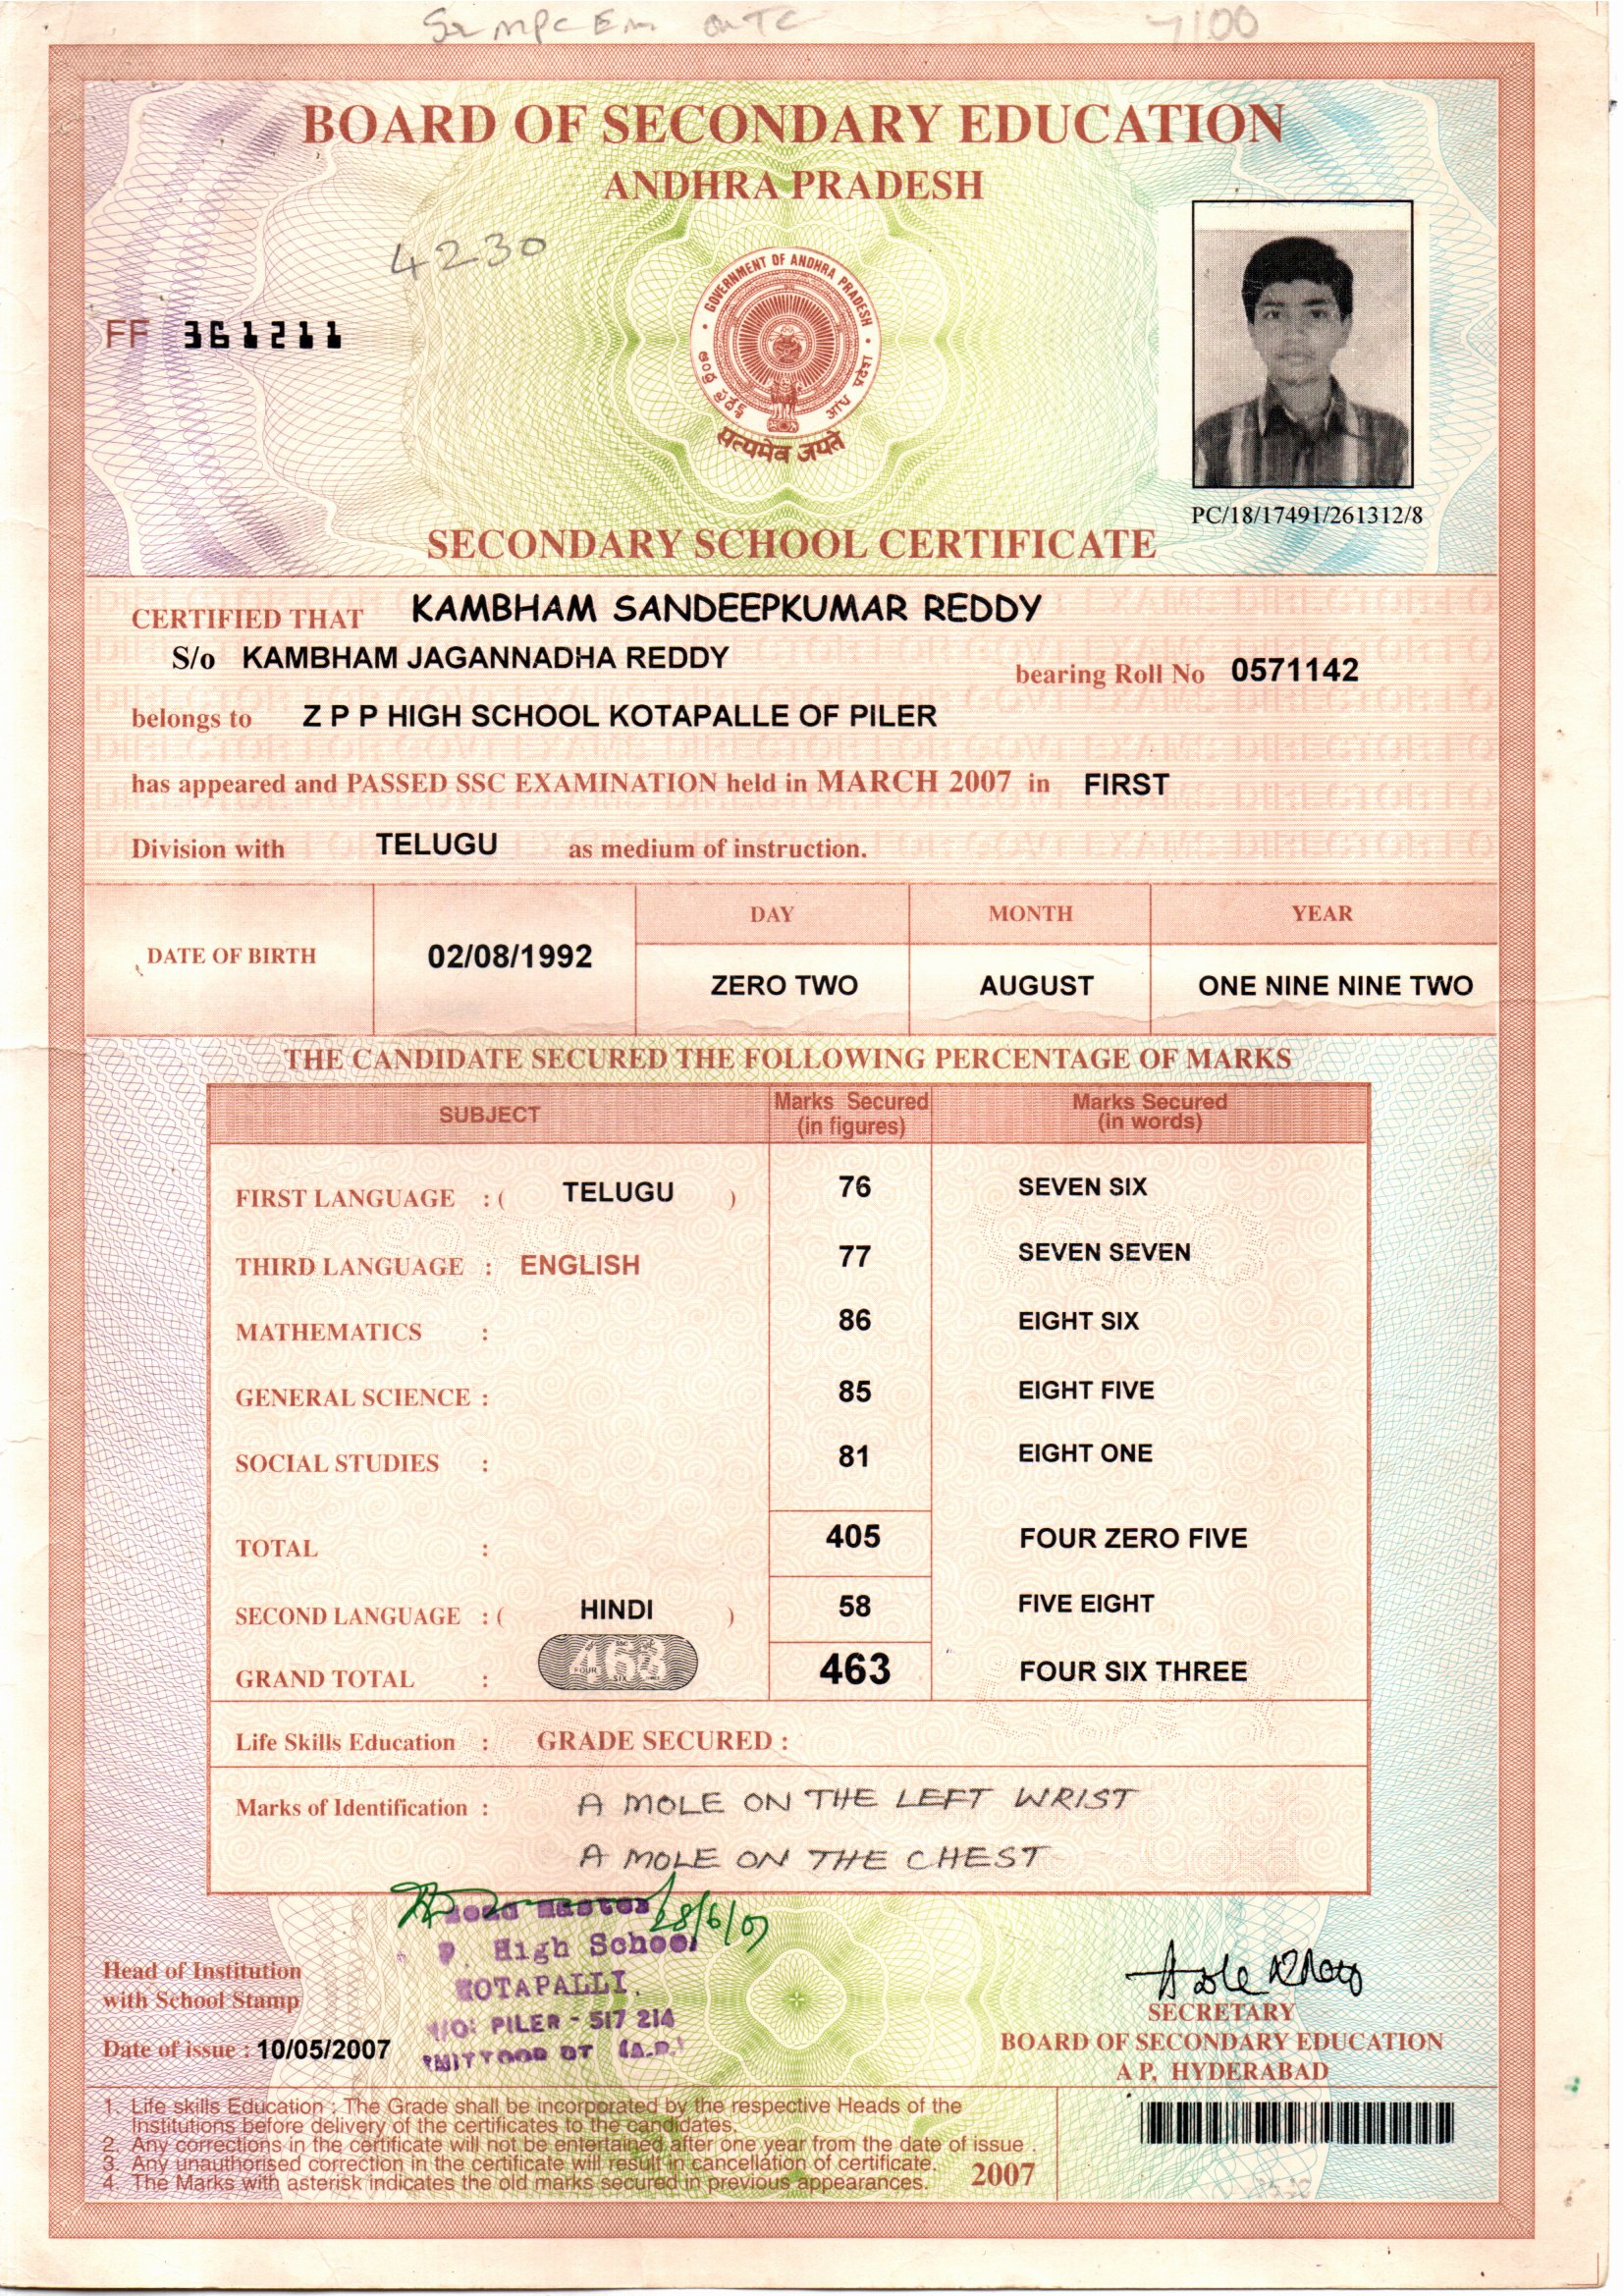 4230
BOARD OF SECONDARY EDUCATION
ANDHRA PRADESH
FF 361211
GOVERNMENT OF ANDHRA PRADESH
ఆంధ్ర ప్రదేశ్
सत्यमेव जयते
PC/18/17491/261312/8
SECONDARY SCHOOL CERTIFICATE
CERTIFIED THAT KAMBHAM SANDEEPKUMAR REDDY
S/o KAMBHAM JAGANNADHA REDDY
bearing Roll No 0571142
belongs to Z P P HIGH SCHOOL KOTAPALLE OF PILER
has appeared and PASSED SSC EXAMINATION held in MARCH 2007 in FIRST
Division with TELUGU as medium of instruction.
DATE OF BIRTH 02/08/1992
DAY MONTH YEAR
ZERO TWO AUGUST ONE NINE NINE TWO
THE CANDIDATE SECURED THE FOLLOWING PERCENTAGE OF MARKS
SUBJECT Marks Secured (in figures) Marks Secured (in words)
FIRST LANGUAGE : ( TELUGU ) 76 SEVEN SIX
THIRD LANGUAGE : ENGLISH 77 SEVEN SEVEN
MATHEMATICS : 86 EIGHT SIX
GENERAL SCIENCE : 85 EIGHT FIVE
SOCIAL STUDIES : 81 EIGHT ONE
TOTAL : 405 FOUR ZERO FIVE
SECOND LANGUAGE : ( HINDI ) 58 FIVE EIGHT
GRAND TOTAL : 463 463 FOUR SIX THREE
Life Skills Education : GRADE SECURED :
Marks of Identification : A MOLE ON THE LEFT WRIST
A MOLE ON THE CHEST
Head Master 28/6/07
P. High School
KOTAPALLI.
PILER - 517 214
DT (A.P.)
Head of Institution
with School Stamp
Date of issue : 10/05/2007
SECRETARY
BOARD OF SECONDARY EDUCATION
A P, HYDERABAD
1. Life skills Education : The Grade shall be incorporated by the respective Heads of the
Institutions before delivery of the certificates to the candidates.
2. Any corrections in the certificate will not be entertained after one year from the date of issue .
3. Any unauthorised correction in the certificate will result in cancellation of certificate.
4. The Marks with asterisk indicates the old marks secured in previous appearances.
2007